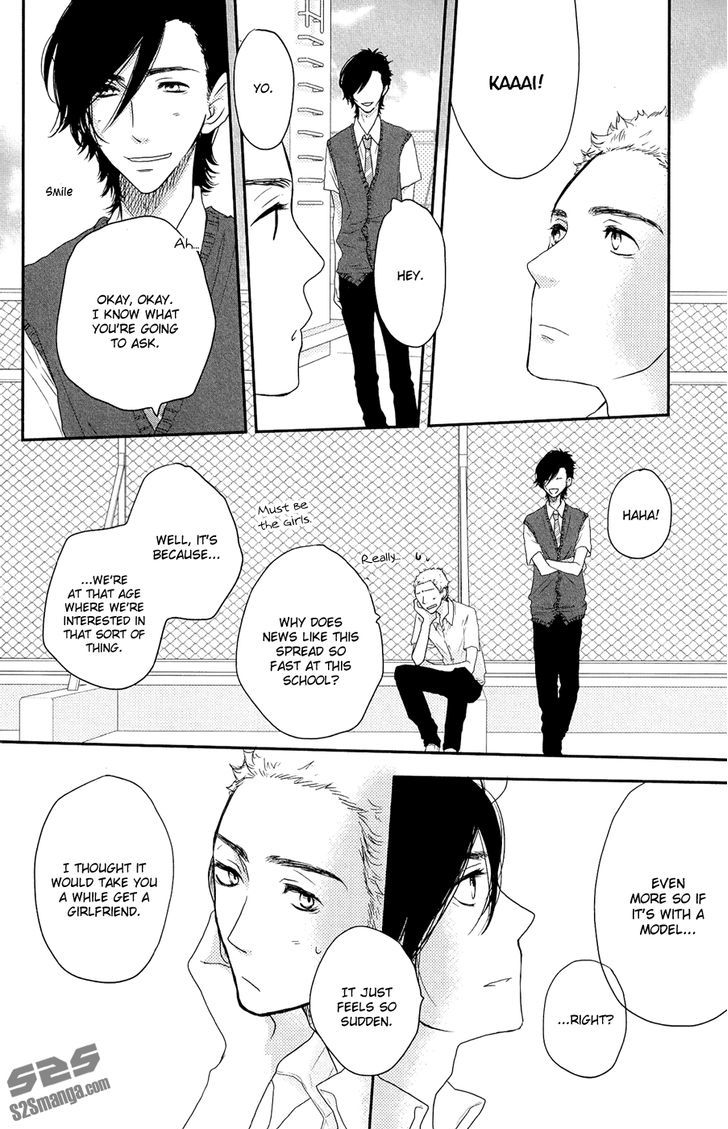 KAAAI!
HEY.
YO.
Smile
Ah...
OKAY, OKAY.
I KNOW WHAT
YOU'RE GOING
TO ASK.
HAHA!
Really...
Must Be
the Girls.
WHY DOES
NEWS LIKE THIS
SPREAD SO
FAST AT THIS
SCHOOL?
WELL, IT'S
BECAUSE...
...WE'RE
AT THAT AGE
WHERE WE'RE
INTERESTED IN
THAT SORT OF
THING.
EVEN
MORE SO IF
IT'S WITH A
MODEL...
...RIGHT?
IT JUST
FEELS SO
SUDDEN.
I THOUGHT IT
WOULD TAKE YOU
A WHILE GET A
GIRLFRIEND.
S2S
S2Smanga.com